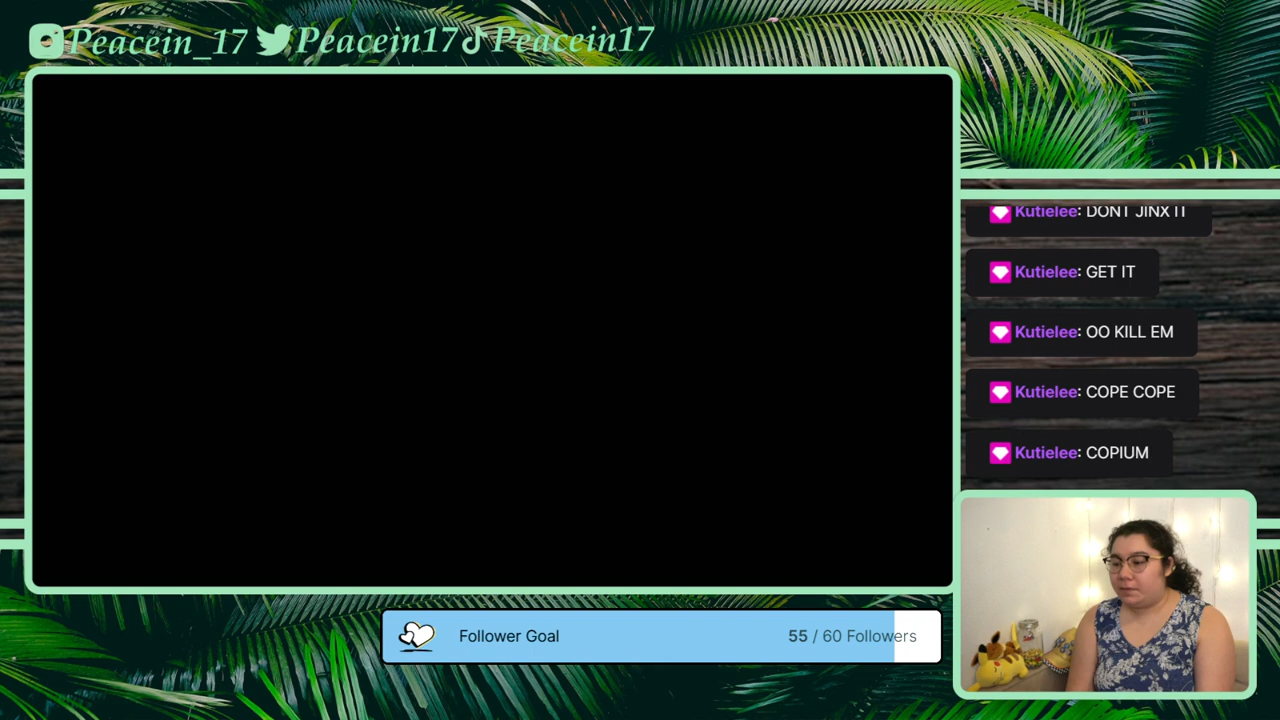 Peacein_17 Peacein17 Peacein17
Kutielee: DONT JINX IT
Kutielee: GET IT
Kutielee: OO KILL EM
Kutielee: COPE COPE
Kutielee: COPIUM
Follower Goal 55 / 60 Followers